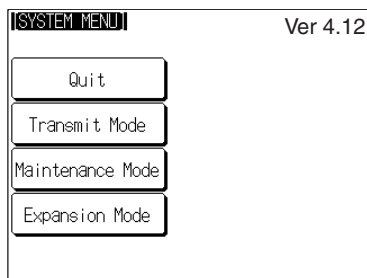 [SYSTEM MENU]
Ver 4.12
Quit
Transmit Mode
Maintenance Mode
Expansion Mode